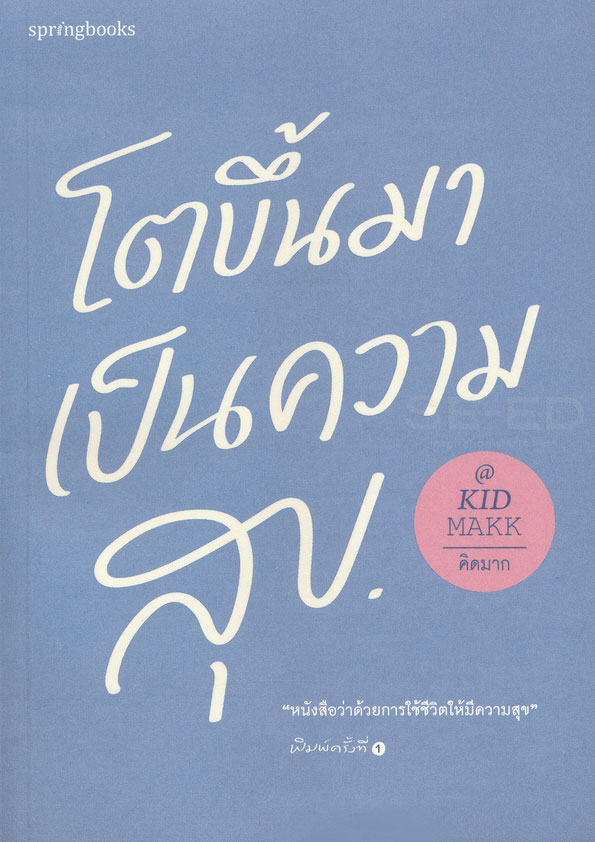 springbooks
โตขึ้นมา
เป็นความ
สุข.
SE-ED
@
KID
MAKK
คิดมาก
“หนังสือว่าด้วยการใช้ชีวิตให้มีความสุข”
พิมพ์ครั้งที่ 1